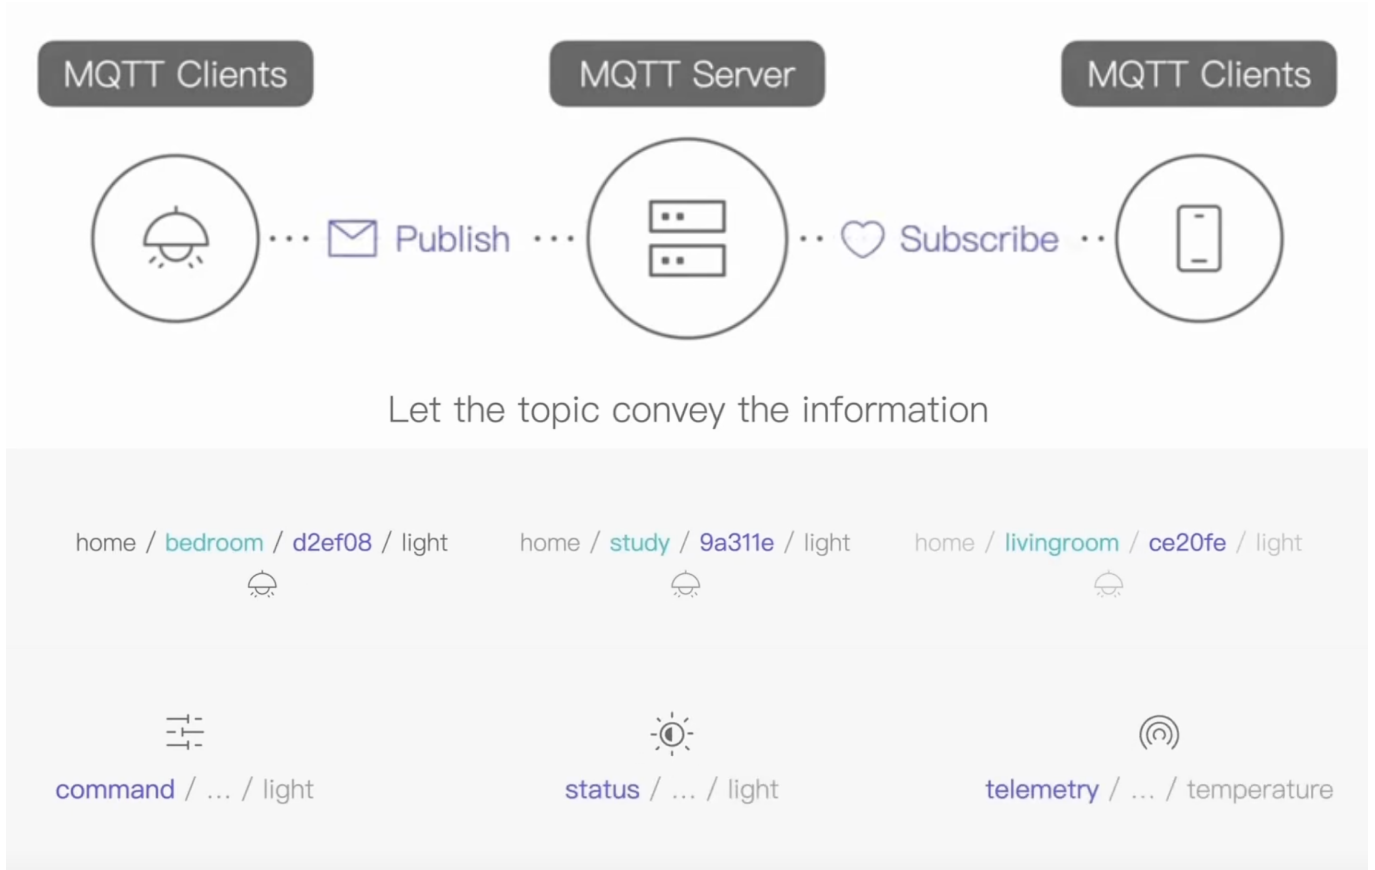 MQTT Clients
MQTT Server
MQTT Clients
Publish
Subscribe
Let the topic convey the information
home / bedroom / d2ef08 / light
home / study / 9a311e / light
home / livingroom / ce20fe / light
command / ... / light
status / ... / light
telemetry / ... / temperature